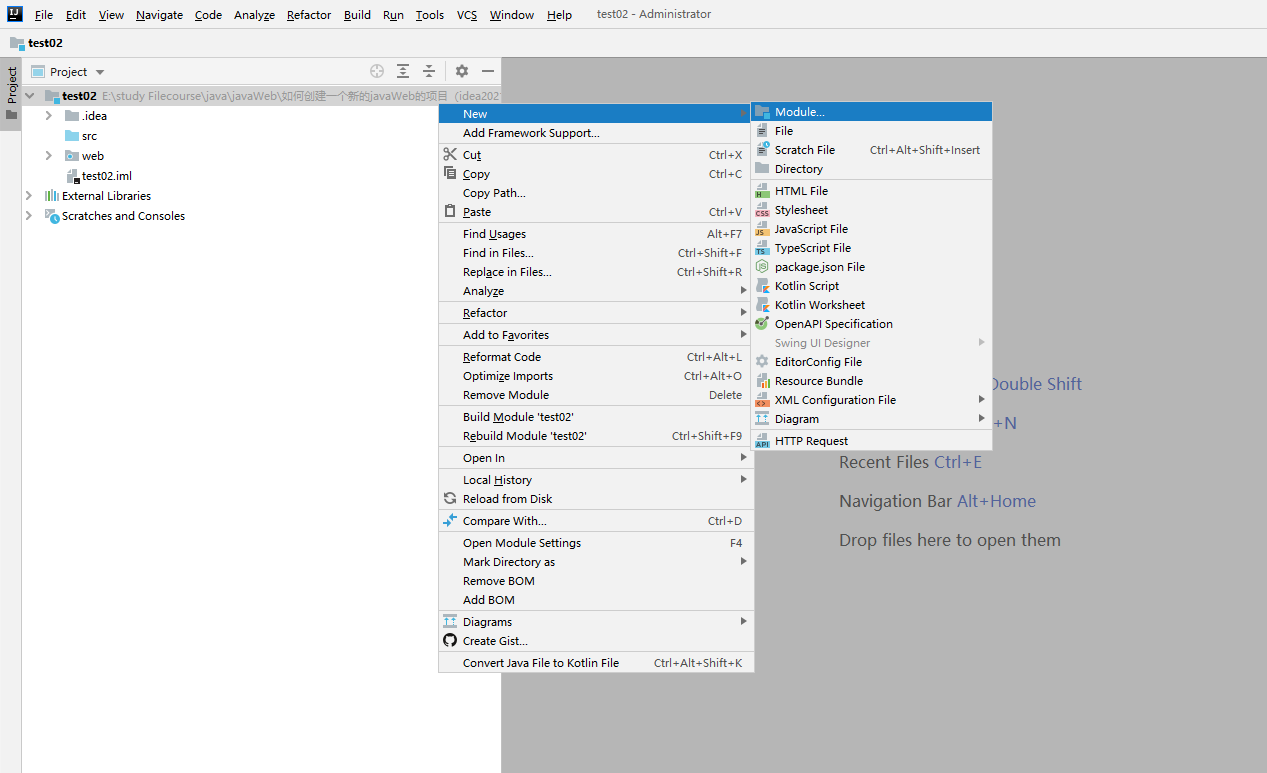 File Edit View Navigate Code Analyze Refactor Build Run Tools VCS Window Help test02 - Administrator
test02
Project
Project
test02 E:\study Filecourse\java\javaWeb\如何创建一个新的javaWeb的项目 (idea202
.idea
src
web
test02.iml
External Libraries
Scratches and Consoles
New
Add Framework Support...
Cut Ctrl+X
Copy Ctrl+C
Copy Path...
Paste Ctrl+V
Find Usages Alt+F7
Find in Files... Ctrl+Shift+F
Replace in Files... Ctrl+Shift+R
Analyze
Refactor
Add to Favorites
Reformat Code Ctrl+Alt+L
Optimize Imports Ctrl+Alt+O
Remove Module Delete
Build Module 'test02'
Rebuild Module 'test02' Ctrl+Shift+F9
Open In
Local History
Reload from Disk
Compare With... Ctrl+D
Open Module Settings F4
Mark Directory as
Remove BOM
Add BOM
Diagrams
Create Gist...
Convert Java File to Kotlin File Ctrl+Alt+Shift+K
Module...
File
Scratch File Ctrl+Alt+Shift+Insert
Directory
HTML File
Stylesheet
JavaScript File
TypeScript File
package.json File
Kotlin Script
Kotlin Worksheet
OpenAPI Specification
Swing UI Designer
EditorConfig File
Resource Bundle
XML Configuration File
Diagram
HTTP Request
Double Shift
+N
Recent Files Ctrl+E
Navigation Bar Alt+Home
Drop files here to open them